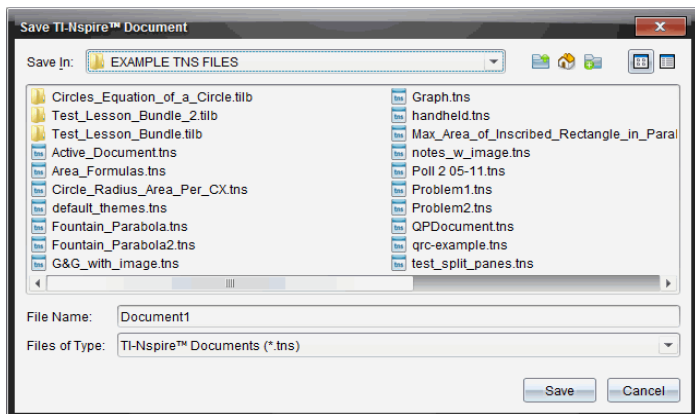 Save TI-Nspire™ Document
Save In: EXAMPLE TNS FILES
Circles_Equation_of_a_Circle.tilb
Test_Lesson_Bundle_2.tilb
Test_Lesson_Bundle.tilb
Active_Document.tns
Area_Formulas.tns
Circle_Radius_Area_Per_CX.tns
default_themes.tns
Fountain_Parabola.tns
Fountain_Parabola2.tns
G&G_with_image.tns
Graph.tns
handheld.tns
Max_Area_of_Inscribed_Rectangle_in_Paral
notes_w_image.tns
Poll 2 05-11.tns
Problem1.tns
Problem2.tns
QPDocument.tns
qrc-example.tns
test_split_panes.tns
File Name: Document1
Files of Type: TI-Nspire™ Documents (*.tns)
Save Cancel